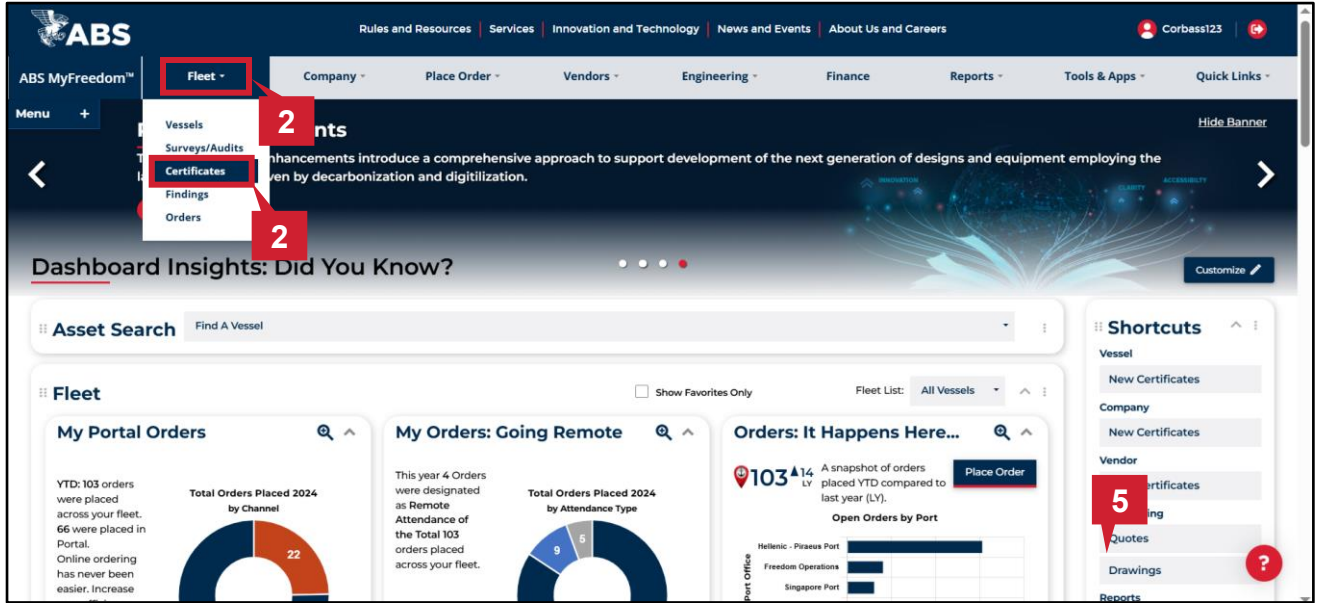 ABS
Rules and Resources | Services | Innovation and Technology | News and Events | About Us and Careers
Corbass123
ABS MyFreedom™
Fleet
Company
Place Order
Vendors
Engineering
Finance
Reports
Tools & Apps
Quick Links
Menu +
2
Vessels
Surveys/Audits
Certificates
Findings
Orders
2
nts
Hide Banner
nhancements introduce a comprehensive approach to support development of the next generation of designs and equipment employing the
ven by decarbonization and digitilization.
INNOVATION
CLARITY
ACCESSIBILITY
Dashboard Insights: Did You Know?
Customize
Asset Search
Find A Vessel
Fleet
Show Favorites Only
Fleet List:
All Vessels
My Portal Orders
YTD: 103 orders
were placed
across your fleet.
66 were placed in
Portal.
Online ordering
has never been
easier. Increase
Total Orders Placed 2024
by Channel
22
My Orders: Going Remote
This year 4 Orders
were designated
as Remote
Attendance of
the Total 103
orders placed
across your fleet.
Total Orders Placed 2024
by Attendance Type
9
5
Orders: It Happens Here...
103
14
LY
A snapshot of orders
placed YTD compared to
last year (LY).
Place Order
Open Orders by Port
Port Office
Hellenic - Piraeus Port
Freedom Operations
Singapore Port
Shortcuts
Vessel
New Certificates
Company
New Certificates
Vendor
ertificates
5
ing
Quotes
Drawings
?
Reports